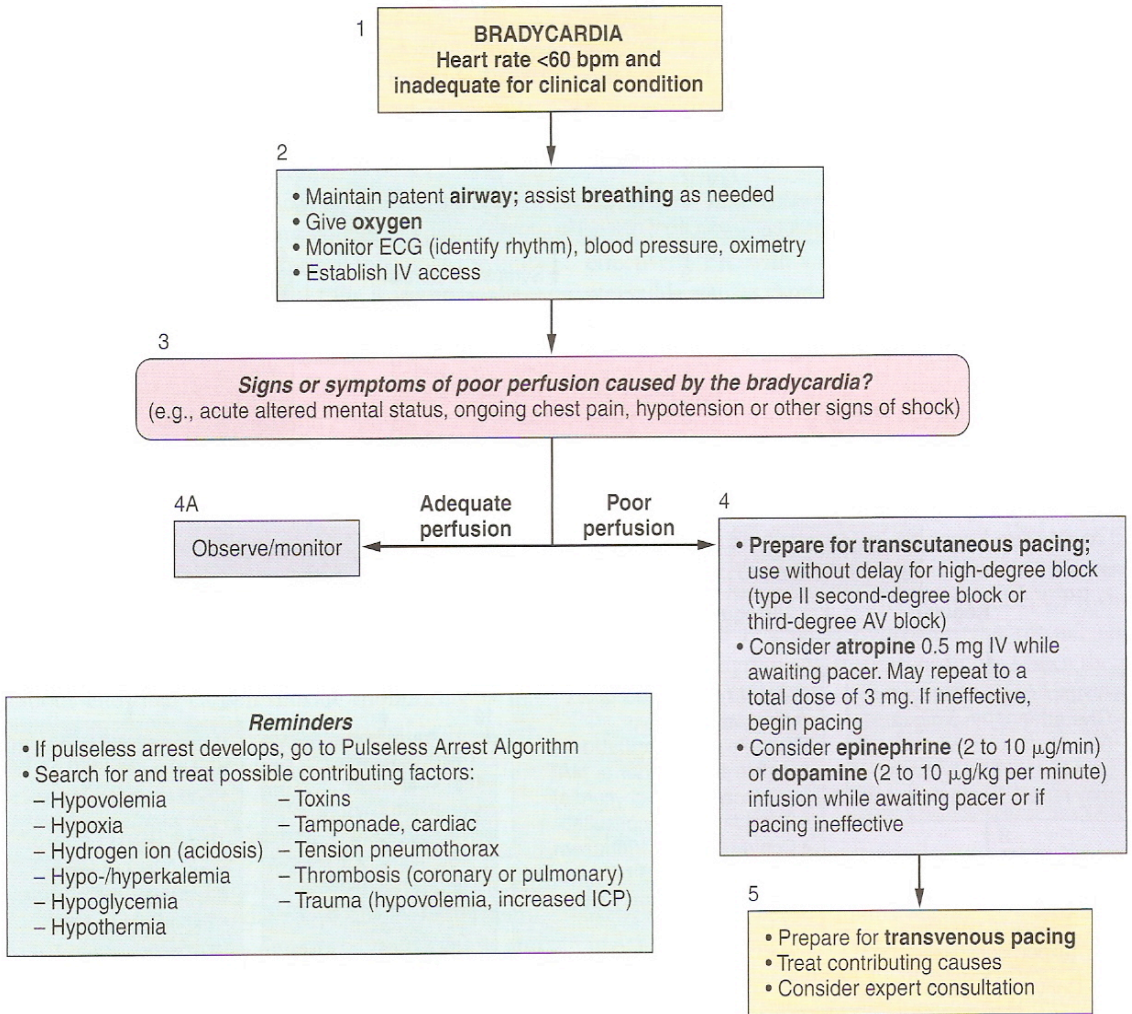 1
BRADYCARDIA
Heart rate <60 bpm and
inadequate for clinical condition
2
• Maintain patent airway; assist breathing as needed
• Give oxygen
• Monitor ECG (identify rhythm), blood pressure, oximetry
• Establish IV access
3
Signs or symptoms of poor perfusion caused by the bradycardia?
(e.g., acute altered mental status, ongoing chest pain, hypotension or other signs of shock)
4A
Observe/monitor
Adequate
perfusion
Poor
perfusion
4
• Prepare for transcutaneous pacing;
use without delay for high-degree block
(type II second-degree block or
third-degree AV block)
• Consider atropine 0.5 mg IV while
awaiting pacer. May repeat to a
total dose of 3 mg. If ineffective,
begin pacing
• Consider epinephrine (2 to 10 µg/min)
or dopamine (2 to 10 µg/kg per minute)
infusion while awaiting pacer or if
pacing ineffective
Reminders
• If pulseless arrest develops, go to Pulseless Arrest Algorithm
• Search for and treat possible contributing factors:
– Hypovolemia
– Hypoxia
– Hydrogen ion (acidosis)
– Hypo-/hyperkalemia
– Hypoglycemia
– Hypothermia
– Toxins
– Tamponade, cardiac
– Tension pneumothorax
– Thrombosis (coronary or pulmonary)
– Trauma (hypovolemia, increased ICP)
5
• Prepare for transvenous pacing
• Treat contributing causes
• Consider expert consultation